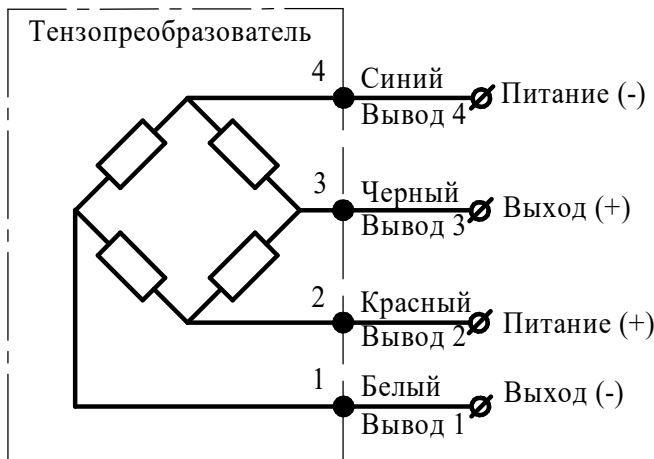 Тензопреобразователь
4 Синий Питание (-)
Вывод 4
3 Черный Выход (+)
Вывод 3
2 Красный Питание (+)
Вывод 2
1 Белый Выход (-)
Вывод 1